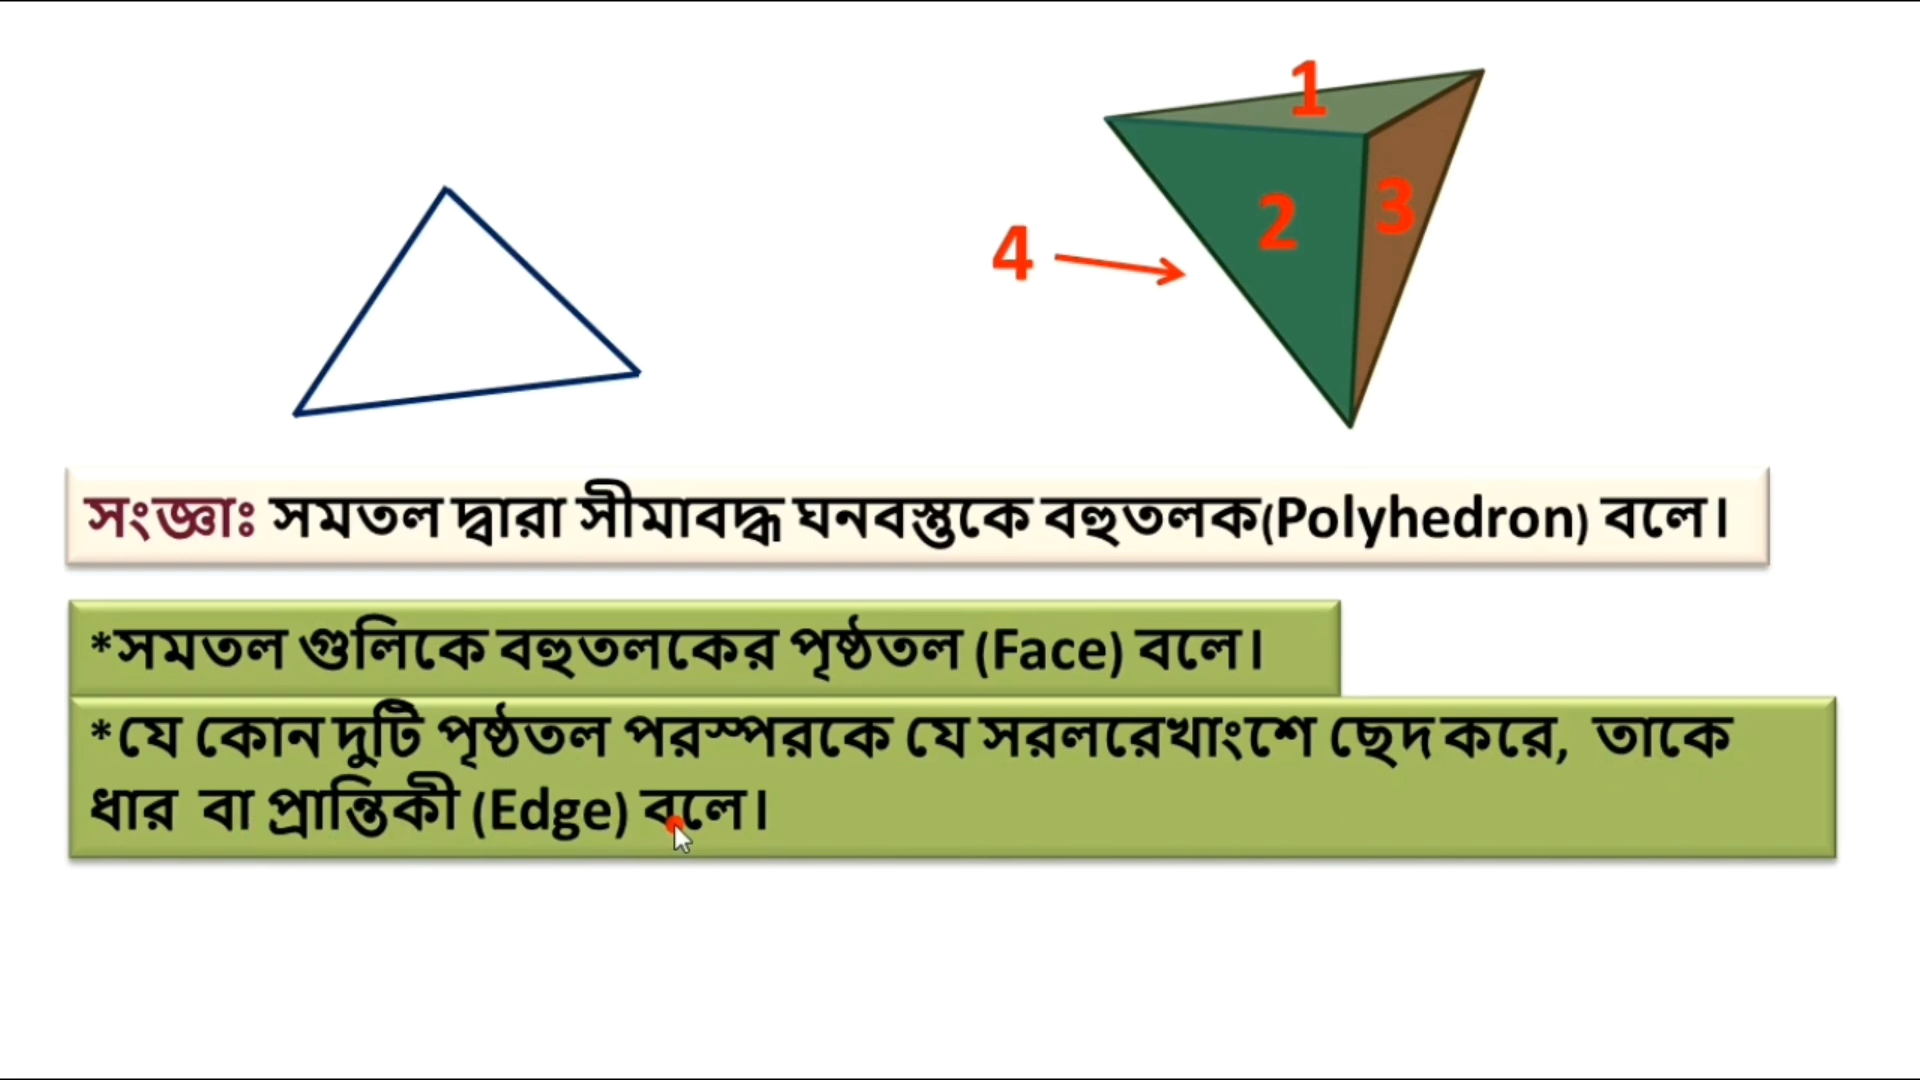 1
2
3
4
সংজ্ঞাঃ সমতল দ্বারা সীমাবদ্ধ ঘনবস্তুকে বহুতলক(Polyhedron) বলে।
*সমতল গুলিকে বহুতলকের পৃষ্ঠতল (Face) বলে।
*যে কোন দুটি পৃষ্ঠতল পরস্পরকে যে সরলরেখাংশে ছেদ করে, তাকে
ধার বা প্রান্তিকী (Edge) বলে।